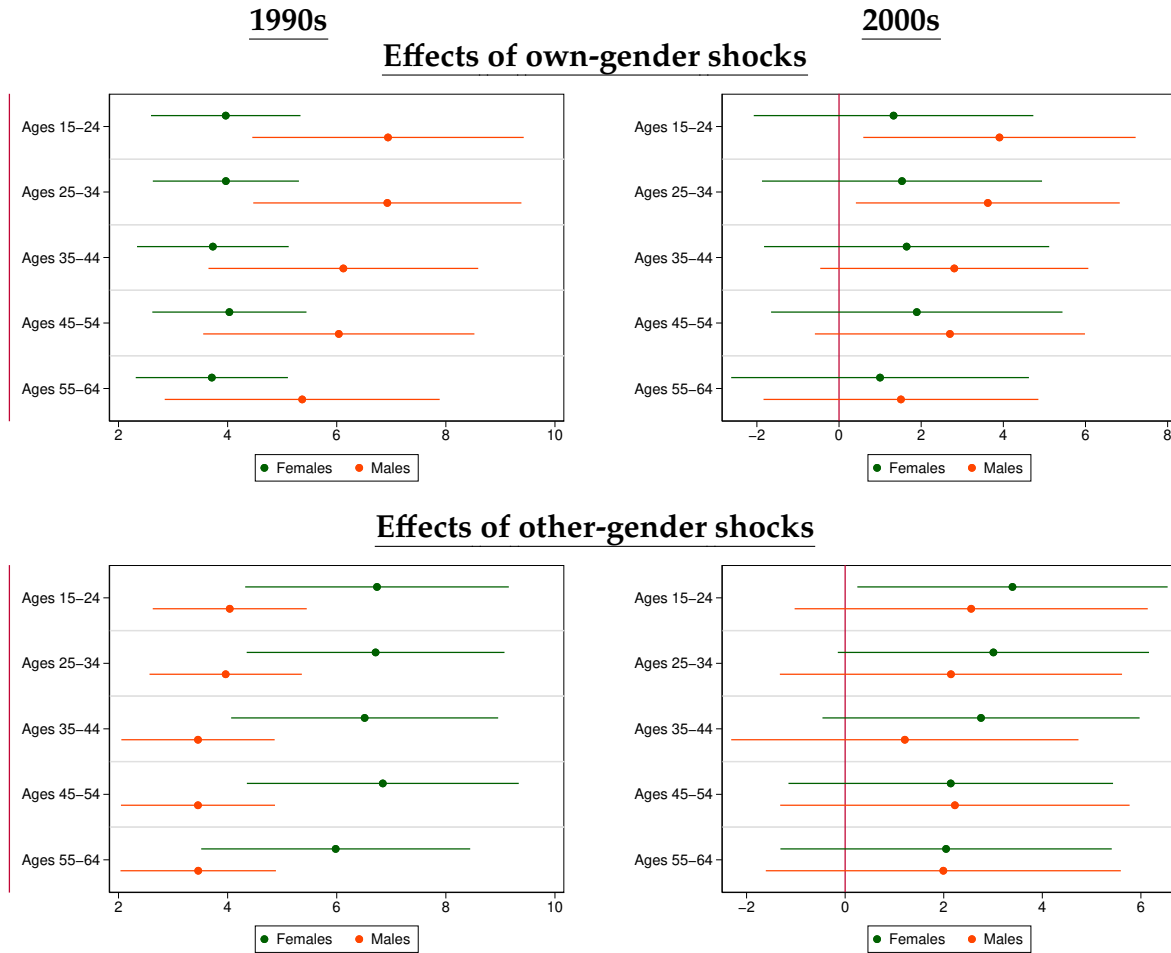 1990s 2000s
Effects of own-gender shocks
Ages 15−24
Ages 25−34
Ages 35−44
Ages 45−54
Ages 55−64
2 4 6 8 10
Females Males
Ages 15−24
Ages 25−34
Ages 35−44
Ages 45−54
Ages 55−64
−2 0 2 4 6 8
Females Males
Effects of other-gender shocks
Ages 15−24
Ages 25−34
Ages 35−44
Ages 45−54
Ages 55−64
2 4 6 8 10
Females Males
Ages 15−24
Ages 25−34
Ages 35−44
Ages 45−54
Ages 55−64
−2 0 2 4 6
Females Males